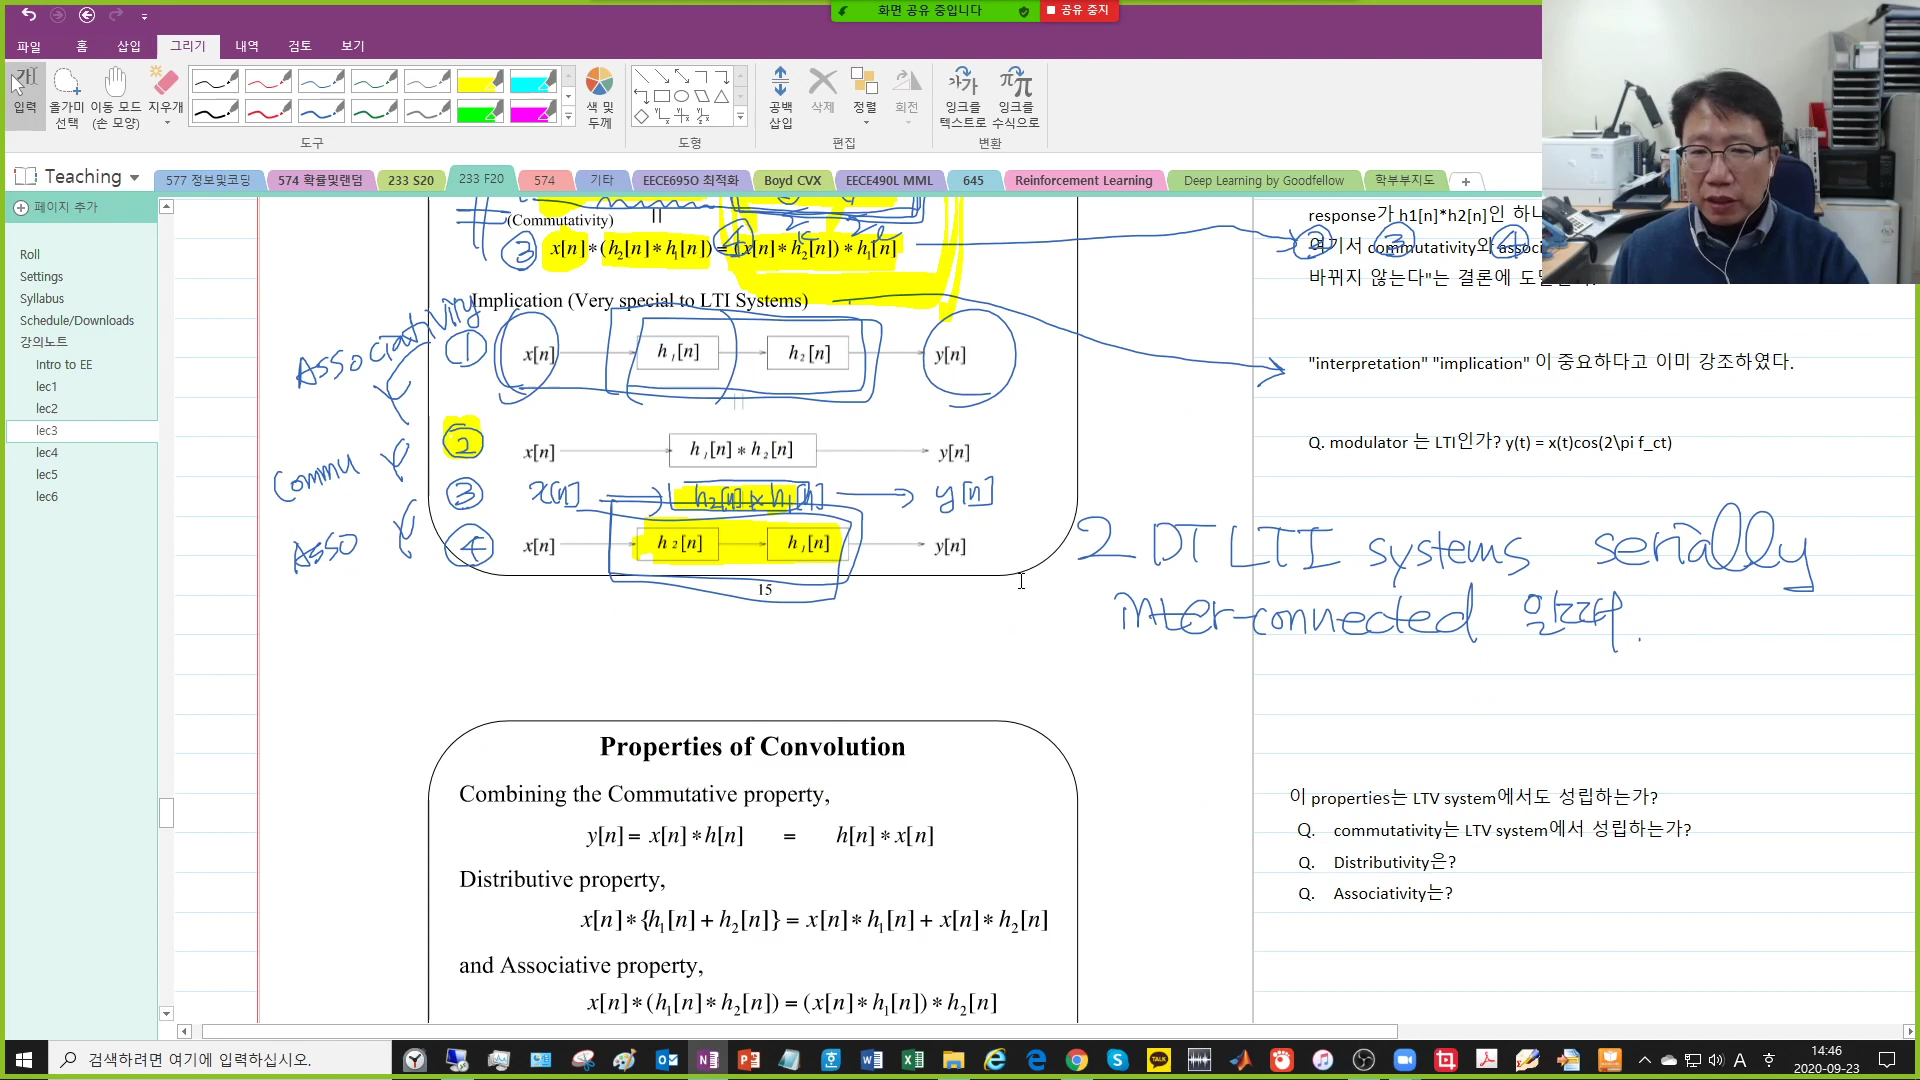 화면 공유 중입니다
공유 중지
파일 홈 삽입 그리기 내역 검토 보기
입력
올가미 선택
이동 모드 (손 모양)
지우개
색 및 두께
공백 삽입
삭제
정렬
회전
잉크를 텍스트로
잉크를 수식으로
도구
도형
편집
변환
Teaching
577 정보및코딩
574 확률및랜덤
233 S20
233 F20
574
기타
EECE695O 최적화
Boyd CVX
EECE490L MML
645
Reinforcement Learning
Deep Learning by Goodfellow
학부부지도
페이지 추가
Roll
Settings
Syllabus
Schedule/Downloads
강의노트
Intro to EE
lec1
lec2
lec3
lec4
lec5
lec6
(Commutativity)
③ x[n]∗(h₂[n]∗h₁[n]) = (x[n]∗h₂[n])∗h₁[n]
Implication (Very special to LTI Systems)
Associativity
① x[n] h₁[n] h₂[n] y[n]
② x[n] h₁[n]∗h₂[n] y[n]
Commu
③ x[n] h₂[n]∗h₁[n] y[n]
Asso
④ x[n] h₂[n] h₁[n] y[n]
15
2 DT LTI systems serially
inter-connected 일때.
Properties of Convolution
Combining the Commutative property,
y[n] = x[n]∗h[n] = h[n]∗x[n]
Distributive property,
x[n]∗{h₁[n]+h₂[n]} = x[n]∗h₁[n]+x[n]∗h₂[n]
and Associative property,
x[n]∗(h₁[n]∗h₂[n]) = (x[n]∗h₁[n])∗h₂[n]
response가 h1[n]*h2[n]인 하나
여기서 commutativity와 associ
② ③ ④
바뀌지 않는다"는 결론에
"interpretation" "implication" 이 중요하다고 이미 강조하였다.
Q. modulator 는 LTI인가? y(t) = x(t)cos(2\pi f_ct)
이 properties는 LTV system에서도 성립하는가?
Q. commutativity는 LTV system에서 성립하는가?
Q. Distributivity은?
Q. Associativity는?
검색하려면 여기에 입력하십시오.
TALK
A
14:46
2020-09-23